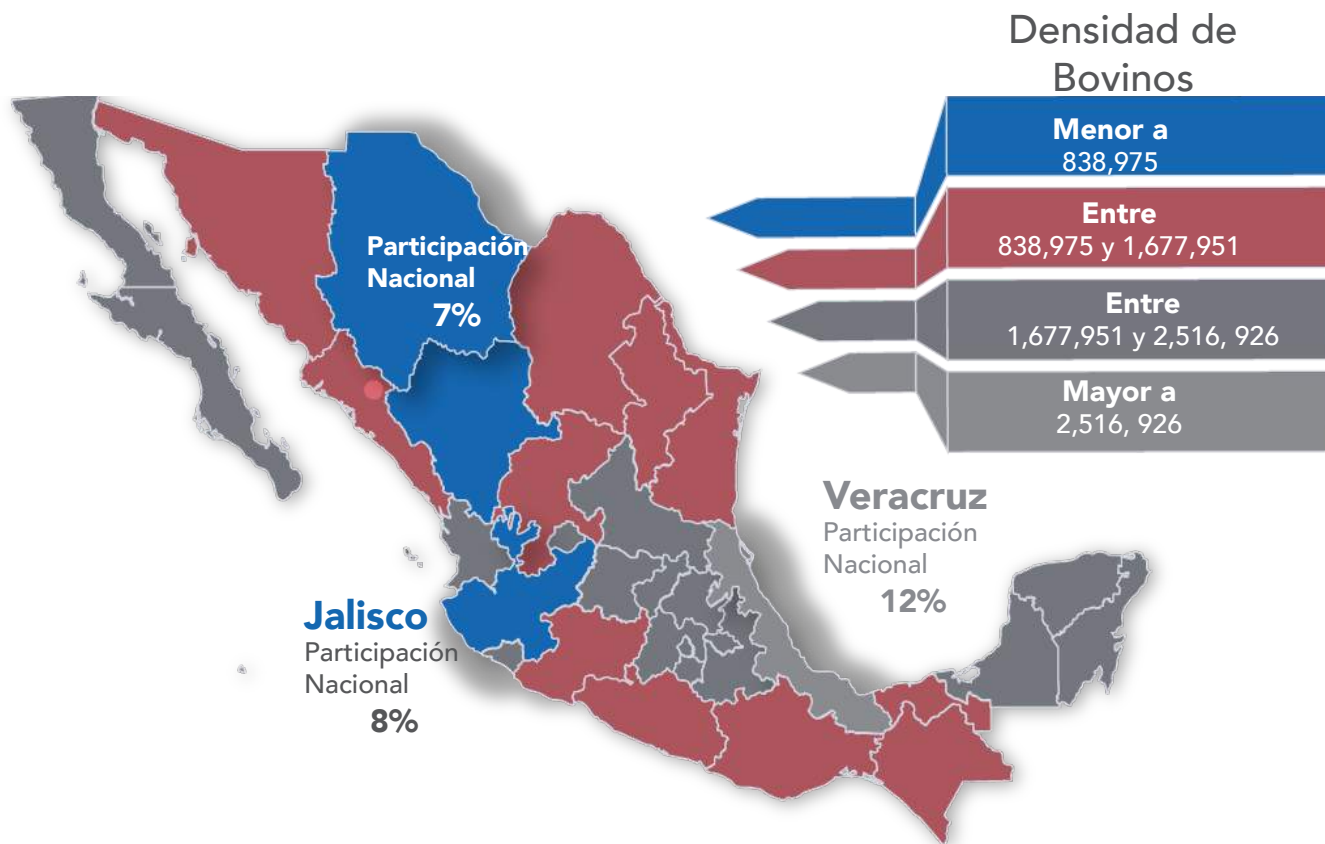 Densidad de
Bovinos
Menor a
838,975
Entre
838,975 y 1,677,951
Entre
1,677,951 y 2,516, 926
Mayor a
2,516, 926
Participación
Nacional
7%
Veracruz
Participación
Nacional
12%
Jalisco
Participación
Nacional
8%